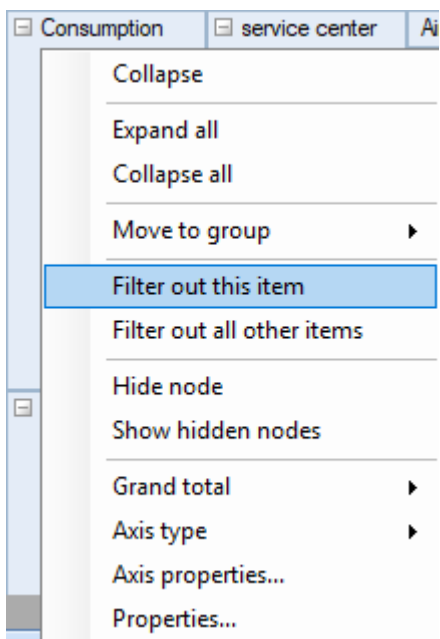 Consumption service center Ai
Collapse
Expand all
Collapse all
Move to group
Filter out this item
Filter out all other items
Hide node
Show hidden nodes
Grand total
Axis type
Axis properties...
Properties...